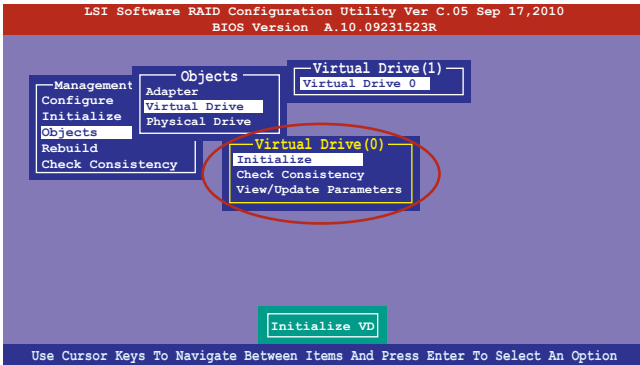 LSI Software RAID Configuration Utility Ver C.05 Sep 17,2010
BIOS Version A.10.09231523R
Management
Configure
Initialize
Objects
Rebuild
Check Consistency
Objects
Adapter
Virtual Drive
Physical Drive
Virtual Drive(1)
Virtual Drive 0
Virtual Drive(0)
Initialize
Check Consistency
View/Update Parameters
Initialize VD
Use Cursor Keys To Navigate Between Items And Press Enter To Select An Option